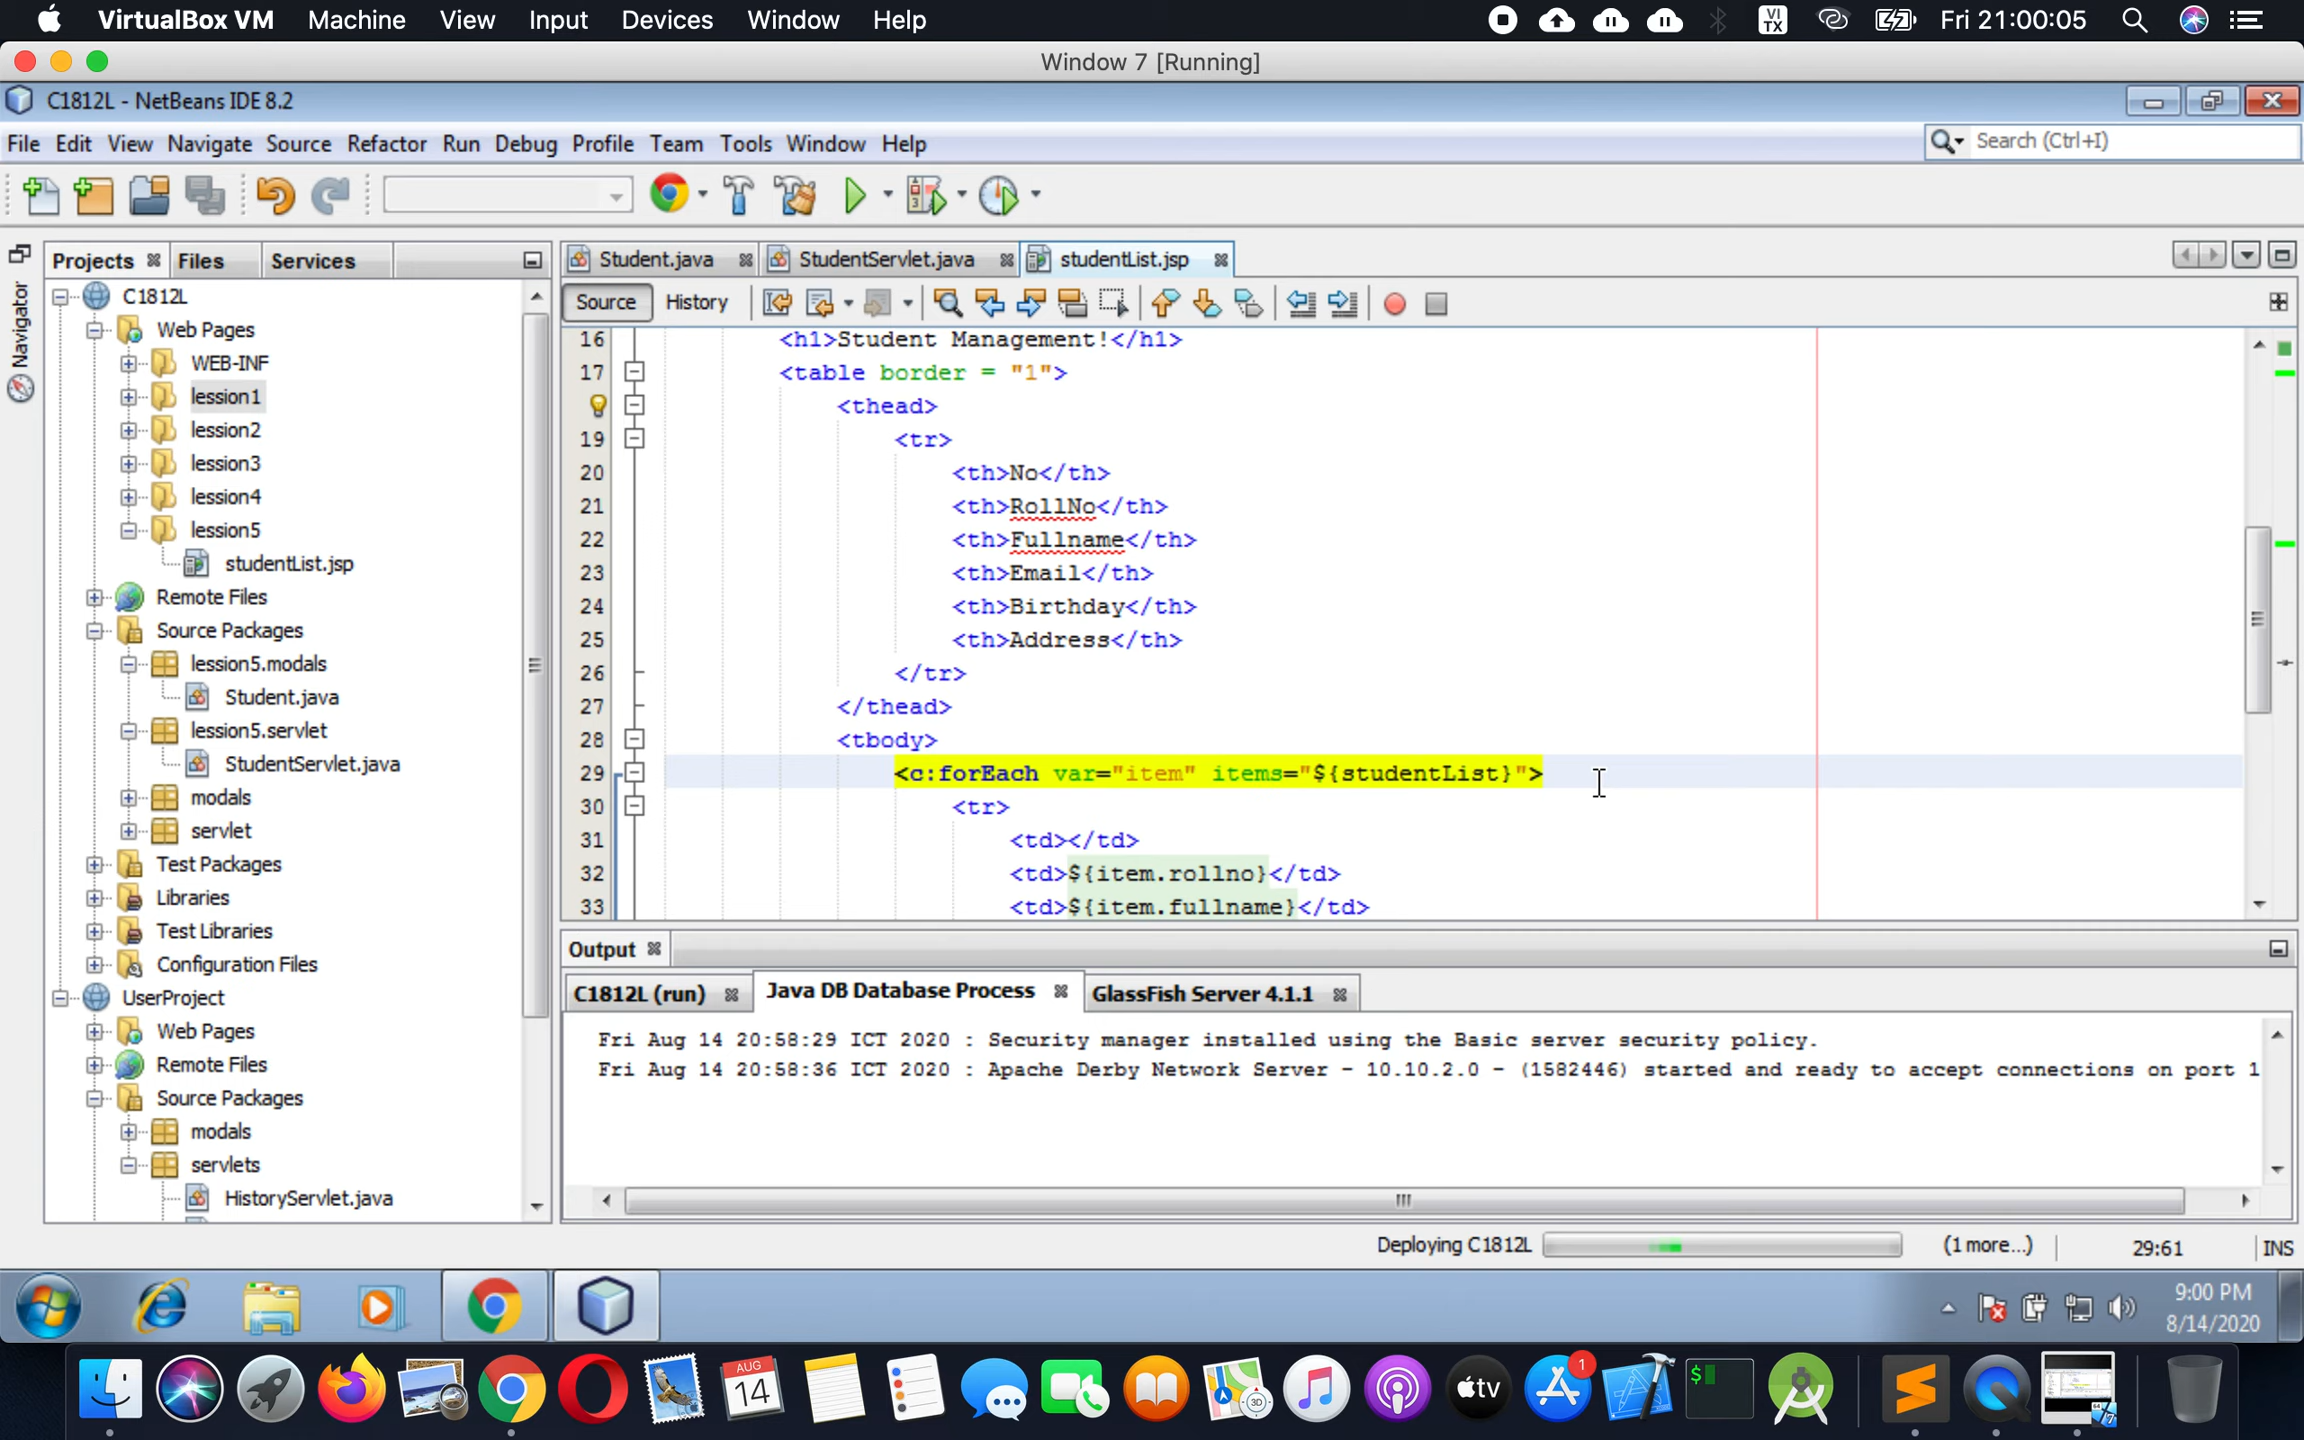 VirtualBox VM Machine View Input Devices Window Help
VI TX Fri 21:00:05
Window 7 [Running]
C1812L - NetBeans IDE 8.2
File Edit View Navigate Source Refactor Run Debug Profile Team Tools Window Help
Search (Ctrl+I)
Navigator
Projects Files Services
C1812L
Web Pages
WEB-INF
lession1
lession2
lession3
lession4
lession5
studentList.jsp
Remote Files
Source Packages
lession5.modals
Student.java
lession5.servlet
StudentServlet.java
modals
servlet
Test Packages
Libraries
Test Libraries
Configuration Files
UserProject
Web Pages
Remote Files
Source Packages
modals
servlets
HistoryServlet.java
Student.java StudentServlet.java studentList.jsp
Source History
16 <h1>Student Management!</h1>
17 <table border = "1">
<thead>
19 <tr>
20 <th>No</th>
21 <th>RollNo</th>
22 <th>Fullname</th>
23 <th>Email</th>
24 <th>Birthday</th>
25 <th>Address</th>
26 </tr>
27 </thead>
28 <tbody>
29 <c:forEach var="item" items="${studentList}">
30 <tr>
31 <td></td>
32 <td>${item.rollno}</td>
33 <td>${item.fullname}</td>
Output
C1812L (run) Java DB Database Process GlassFish Server 4.1.1
Fri Aug 14 20:58:29 ICT 2020 : Security manager installed using the Basic server security policy.
Fri Aug 14 20:58:36 ICT 2020 : Apache Derby Network Server - 10.10.2.0 - (1582446) started and ready to accept connections on port 1
Deploying C1812L (1 more...) 29:61 INS
9:00 PM
8/14/2020
AUG
14
3D
tv
1
$